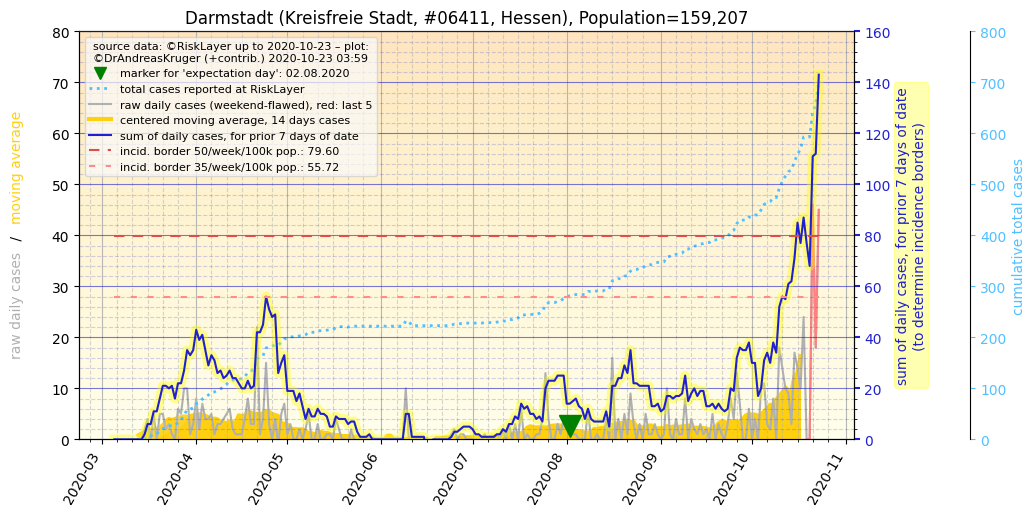 Darmstadt (Kreisfreie Stadt, #06411, Hessen), Population=159,207
source data: ©RiskLayer up to 2020-10-23 – plot:
©DrAndreasKruger (+contrib.) 2020-10-23 03:59
marker for 'expectation day': 02.08.2020
total cases reported at RiskLayer
raw daily cases (weekend-flawed), red: last 5
centered moving average, 14 days cases
sum of daily cases, for prior 7 days of date
incid. border 50/week/100k pop.: 79.60
incid. border 35/week/100k pop.: 55.72
raw daily cases / moving average
80
70
60
50
40
30
20
10
0
160
140
120
100
80
60
40
20
0
sum of daily cases, for prior 7 days of date
(to determine incidence borders)
800
700
600
500
400
300
200
100
0
cumulative total cases
2020-03
2020-04
2020-05
2020-06
2020-07
2020-08
2020-09
2020-10
2020-11